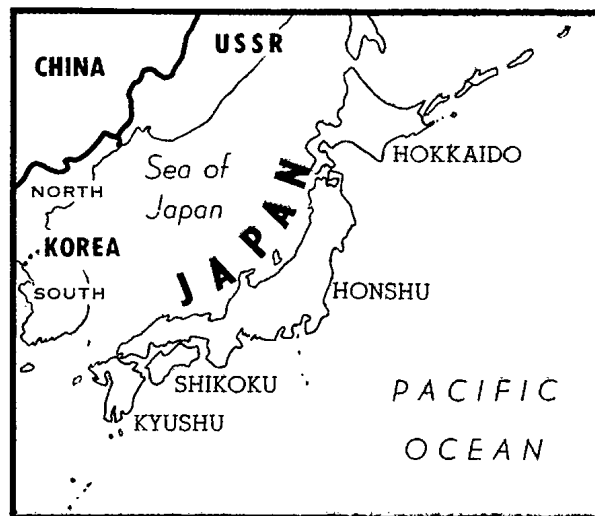 USSR
CHINA
HOKKAIDO
Sea of
Japan
NORTH
JAPAN
KOREA
SOUTH
HONSHU
SHIKOKU
KYUSHU
PACIFIC
OCEAN